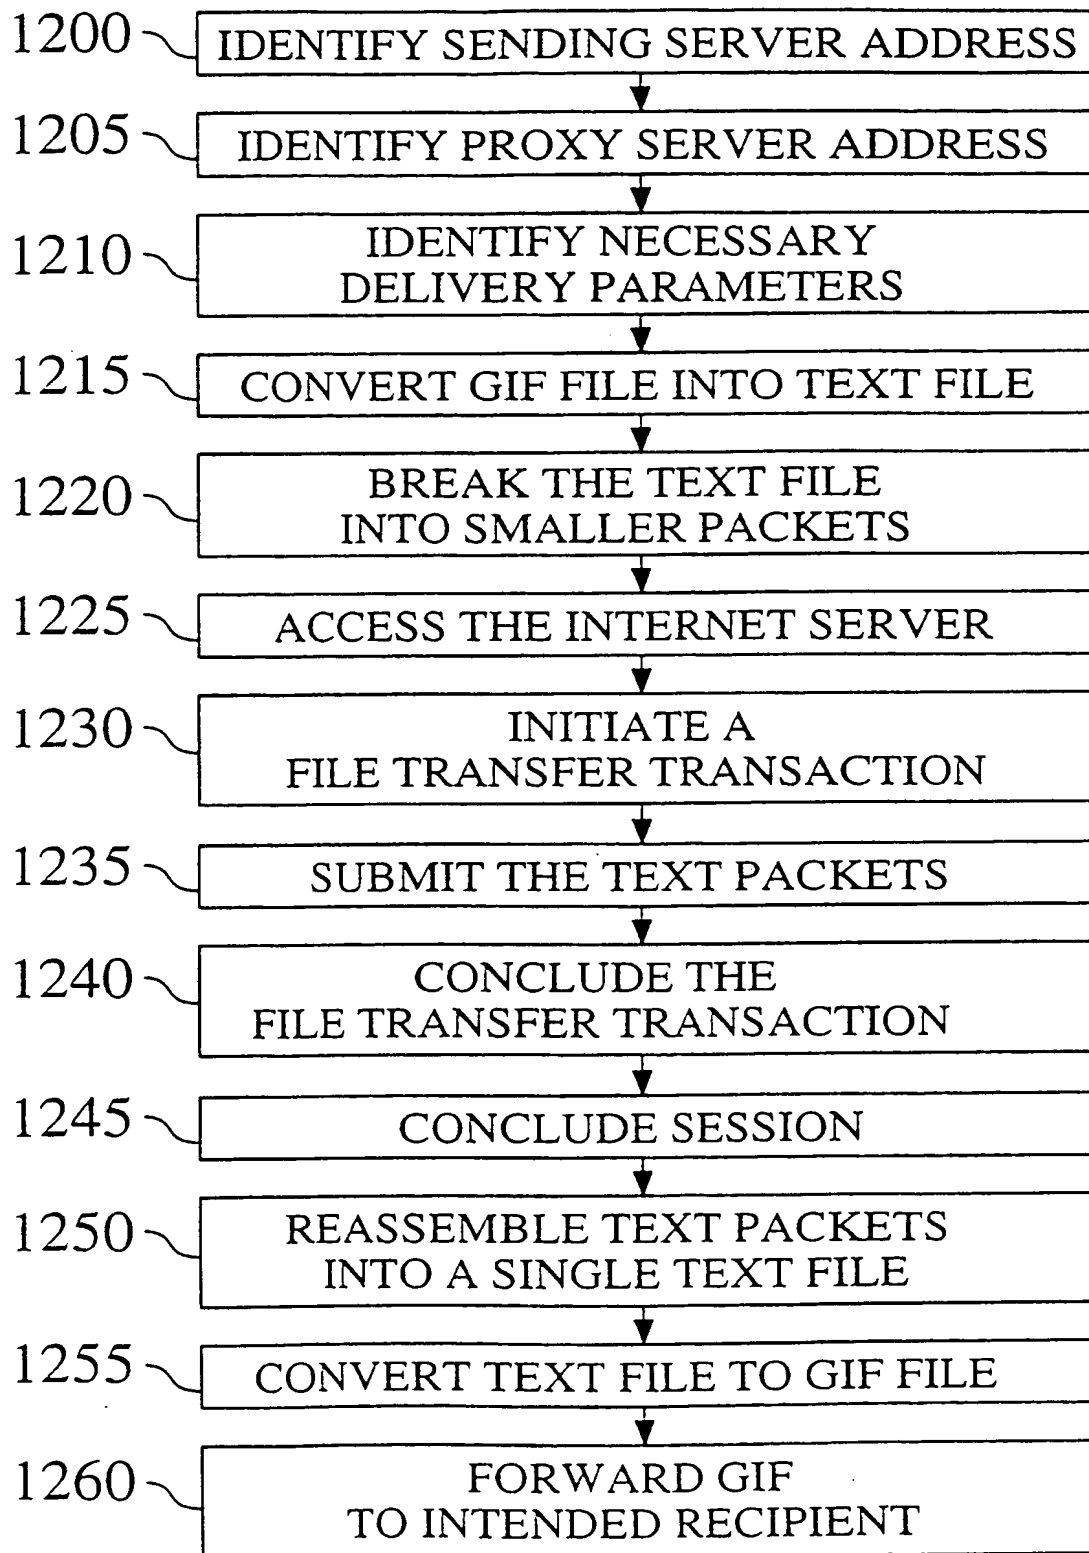 1200 IDENTIFY SENDING SERVER ADDRESS
1205 IDENTIFY PROXY SERVER ADDRESS
1210 IDENTIFY NECESSARY
DELIVERY PARAMETERS
1215 CONVERT GIF FILE INTO TEXT FILE
1220 BREAK THE TEXT FILE
INTO SMALLER PACKETS
1225 ACCESS THE INTERNET SERVER
1230 INITIATE A
FILE TRANSFER TRANSACTION
1235 SUBMIT THE TEXT PACKETS
1240 CONCLUDE THE
FILE TRANSFER TRANSACTION
1245 CONCLUDE SESSION
1250 REASSEMBLE TEXT PACKETS
INTO A SINGLE TEXT FILE
1255 CONVERT TEXT FILE TO GIF FILE
1260 FORWARD GIF
TO INTENDED RECIPIENT